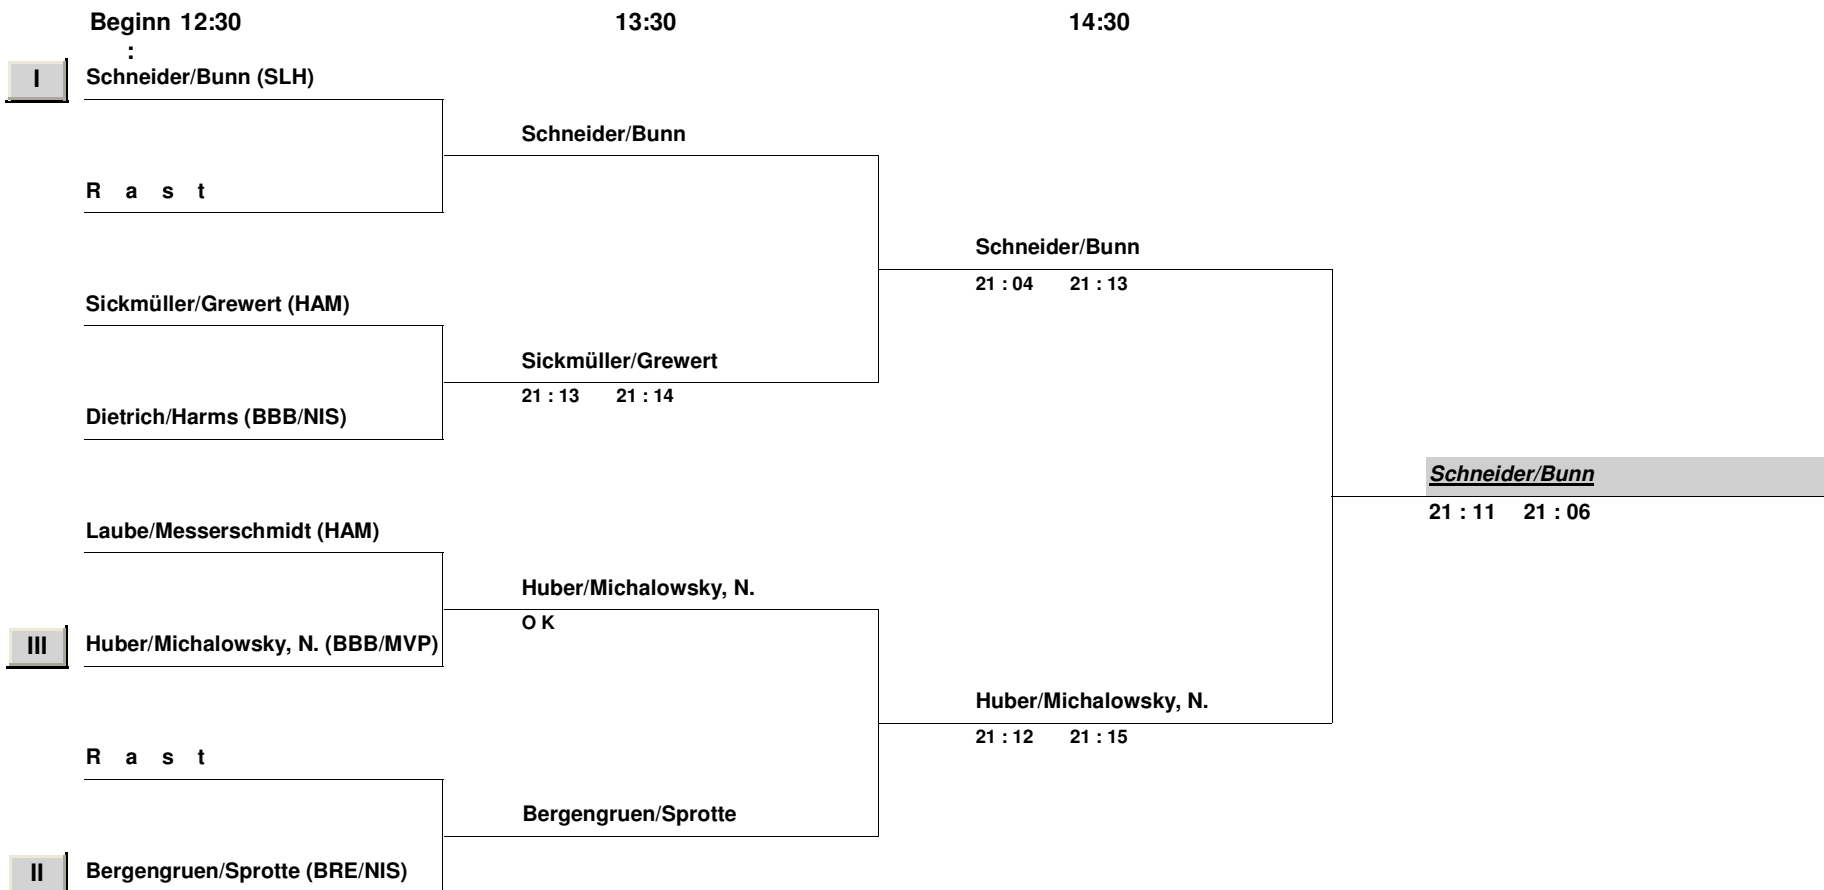 Beginn 12:30 13:30 14:30
:
I Schneider/Bunn (SLH)
Schneider/Bunn
R a s t
Schneider/Bunn
21 : 04 21 : 13
Sickmüller/Grewert (HAM)
Sickmüller/Grewert
21 : 13 21 : 14
Dietrich/Harms (BBB/NIS)
Schneider/Bunn
21 : 11 21 : 06
Laube/Messerschmidt (HAM)
Huber/Michalowsky, N.
O K
III Huber/Michalowsky, N. (BBB/MVP)
Huber/Michalowsky, N.
21 : 12 21 : 15
R a s t
Bergengruen/Sprotte
II Bergengruen/Sprotte (BRE/NIS)